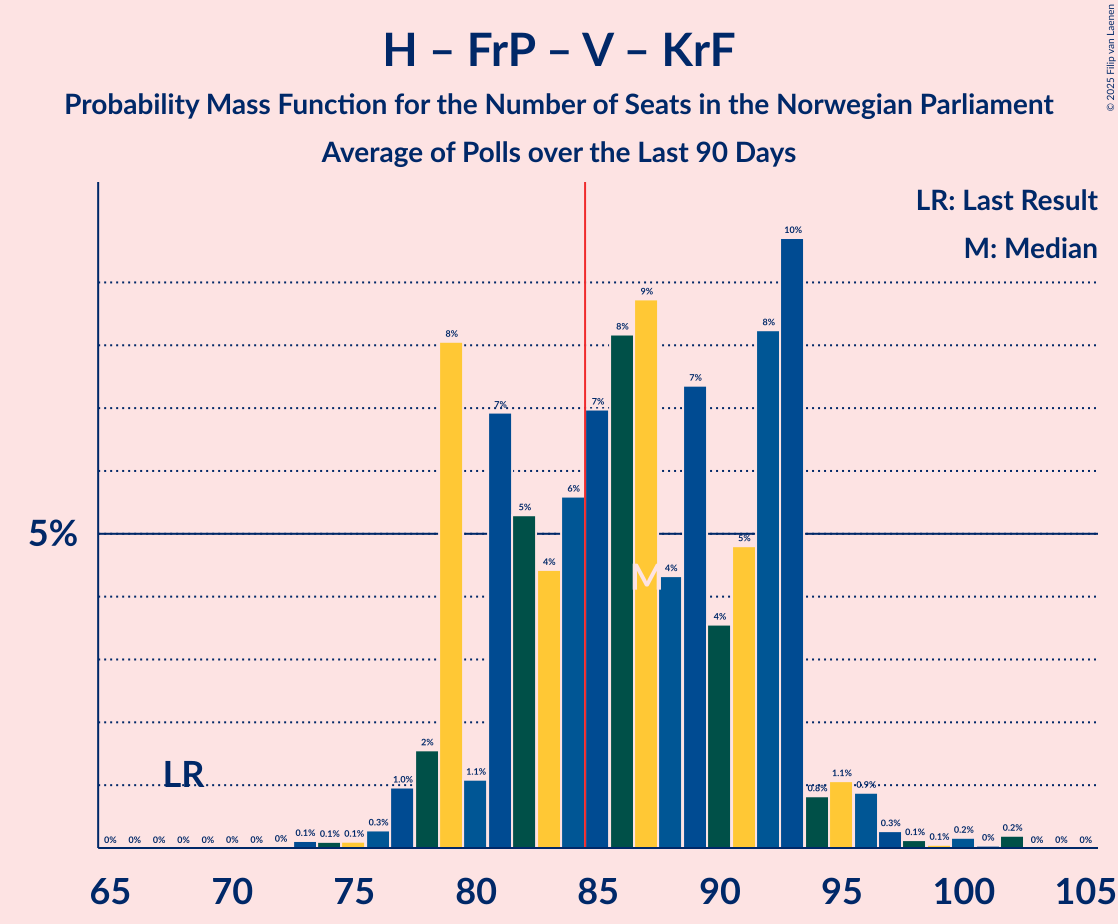 H – FrP – V – KrF
Probability Mass Function for the Number of Seats in the Norwegian Parliament
Average of Polls over the Last 90 Days
© 2025 Filip van Laenen
LR: Last Result
M: Median
5%
LR
M
0% 0% 0% 0% 0% 0% 0% 0% 0.1% 0.1% 0.1% 0.3% 1.0% 2% 8% 1.1% 7% 5% 4% 6% 7% 8% 9% 4% 7% 4% 5% 8% 10% 0.8% 1.1% 0.9% 0.3% 0.1% 0.1% 0.2% 0% 0.2% 0% 0% 0%
65 70 75 80 85 90 95 100 105